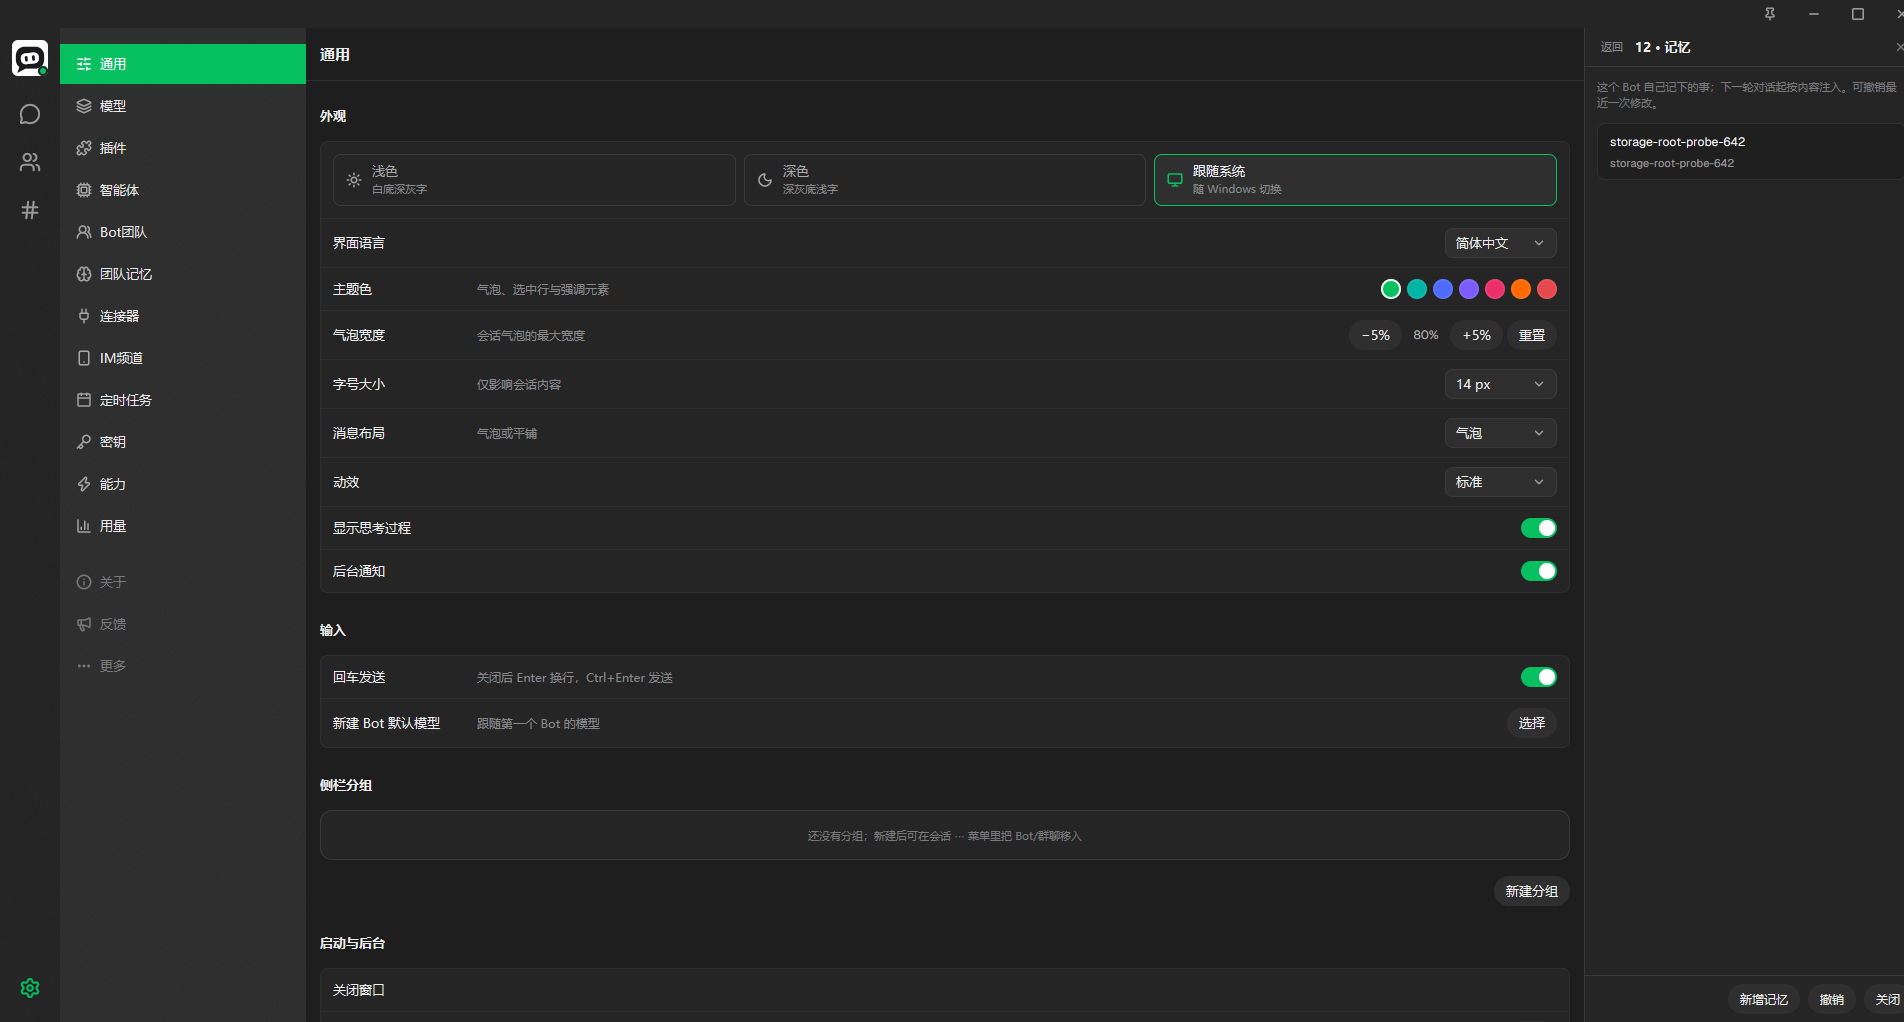 通用
模型
插件
智能体
Bot团队
团队记忆
连接器
IM频道
定时任务
密钥
能力
用量
关于
反馈
更多
通用
外观
浅色
白底深灰字
深色
深灰底浅字
跟随系统
随 Windows 切换
界面语言
简体中文
主题色 气泡、选中行与强调元素
气泡宽度 会话气泡的最大宽度 −5% 80% +5% 重置
字号大小 仅影响会话内容 14 px
消息布局 气泡或平铺 气泡
动效 标准
显示思考过程
后台通知
输入
回车发送 关闭后 Enter 换行，Ctrl+Enter 发送
新建 Bot 默认模型 跟随第一个 Bot 的模型 选择
侧栏分组
还没有分组；新建后可在会话 ··· 菜单里把 Bot/群聊移入
新建分组
启动与后台
关闭窗口
返回 12 • 记忆
这个 Bot 自己记下的事；下一轮对话起按内容注入。可撤销最
近一次修改。
storage-root-probe-642
storage-root-probe-642
新增记忆 撤销 关闭